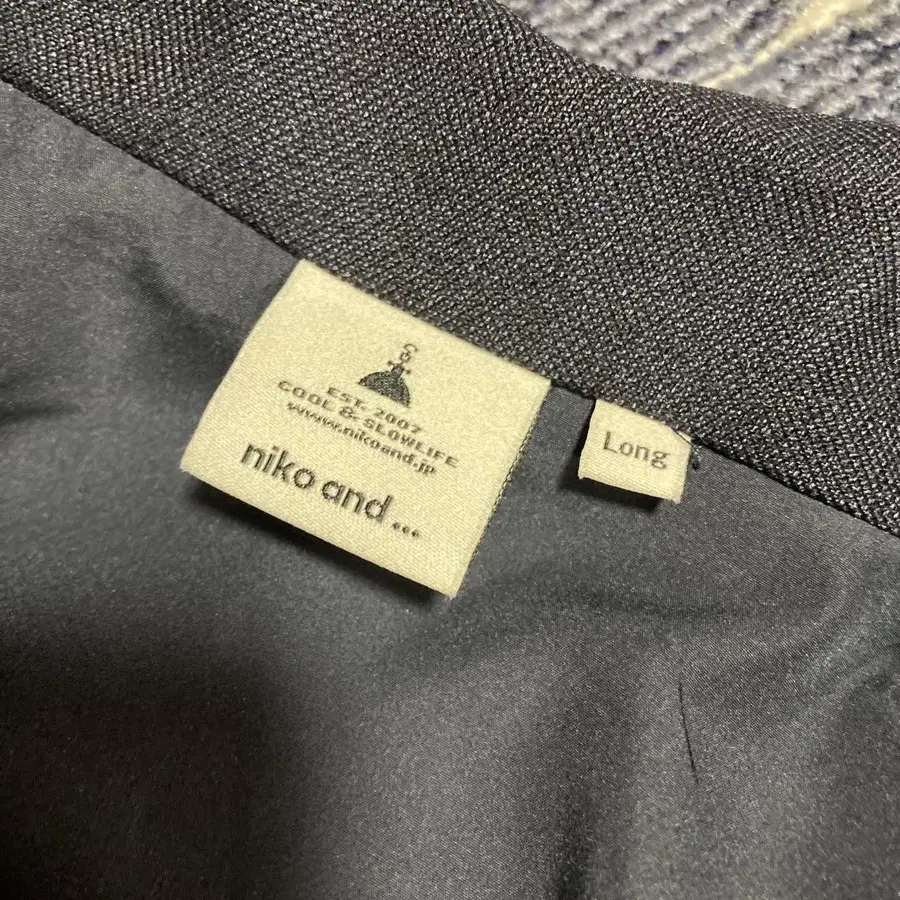 EST. 2007
COOL & SLOWLIFE
www.nikoand.jp
niko and ...
Long